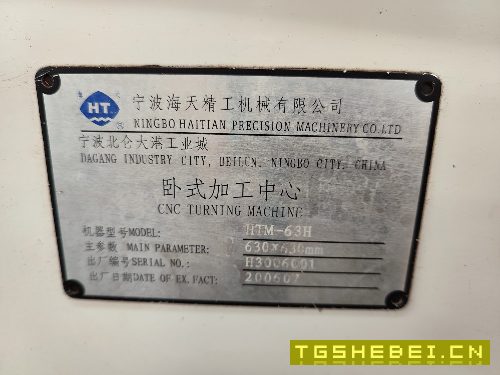 HT
宁波海天精工机械有限公司
NINGBO HAITIAN PRECISION MACHINERY CO.LTD
宁波北仑大港工业城
DAGANG INDUSTRY CITY, BEILUN, NINGBO CITY, CHINA
卧式加工中心
CNC TURNING MACHINE
机器型号MODEL: HTM-63H
主参数 MAIN PARAMETER: 630×630mm
出厂编号SERIAL NO.: H3006001
出厂日期DATE OF EX. FACT: 200607
TGSHEBEI.CN